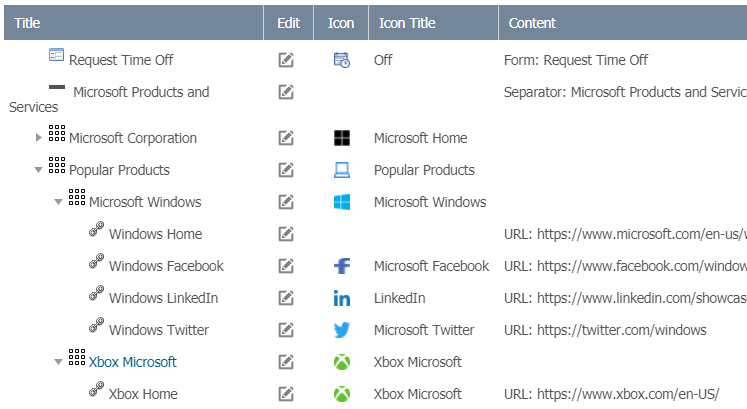 Title Edit Icon Icon Title Content
Request Time Off Off Form: Request Time Off
Microsoft Products and Separator: Microsoft Products and Servic
Services
Microsoft Corporation Microsoft Home
Popular Products Popular Products
Microsoft Windows Microsoft Windows
Windows Home URL: https://www.microsoft.com/en-us/w
Windows Facebook f Microsoft Facebook URL: https://www.facebook.com/window
Windows LinkedIn in LinkedIn URL: https://www.linkedin.com/showcas
Windows Twitter Microsoft Twitter URL: https://twitter.com/windows
Xbox Microsoft Xbox Microsoft
Xbox Home Xbox Microsoft URL: https://www.xbox.com/en-US/